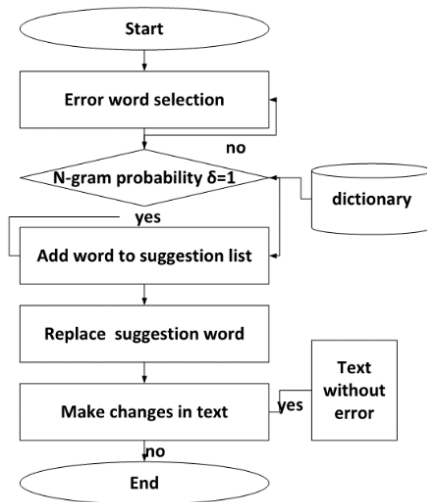 Start
Error word selection
no
N-gram probability δ=1
dictionary
yes
Add word to suggestion list
Replace suggestion word
Text
without
error
yes
Make changes in text
no
End